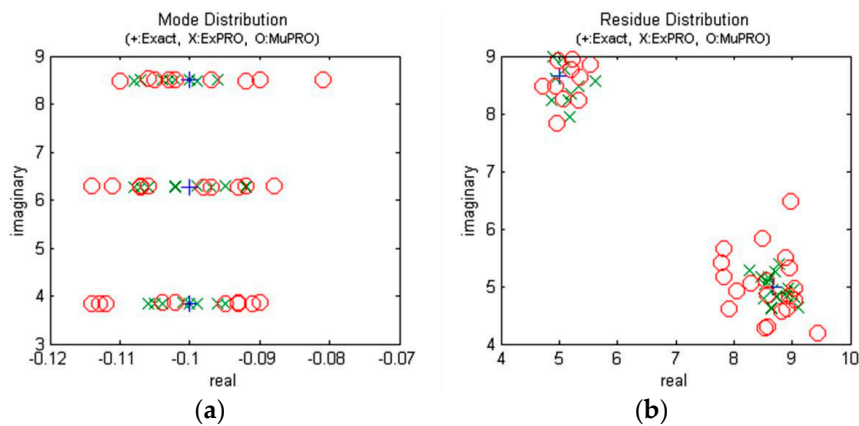 Mode Distribution
(+:Exact, X:ExPRO, O:MuPRO)
9
8
7
6
5
4
3
imaginary
-0.12
-0.11
-0.1
-0.09
-0.08
-0.07
real
(a)
Residue Distribution
(+:Exact, X:ExPRO, O:MuPRO)
9
8
7
6
5
4
imaginary
4
5
6
7
8
9
10
real
(b)